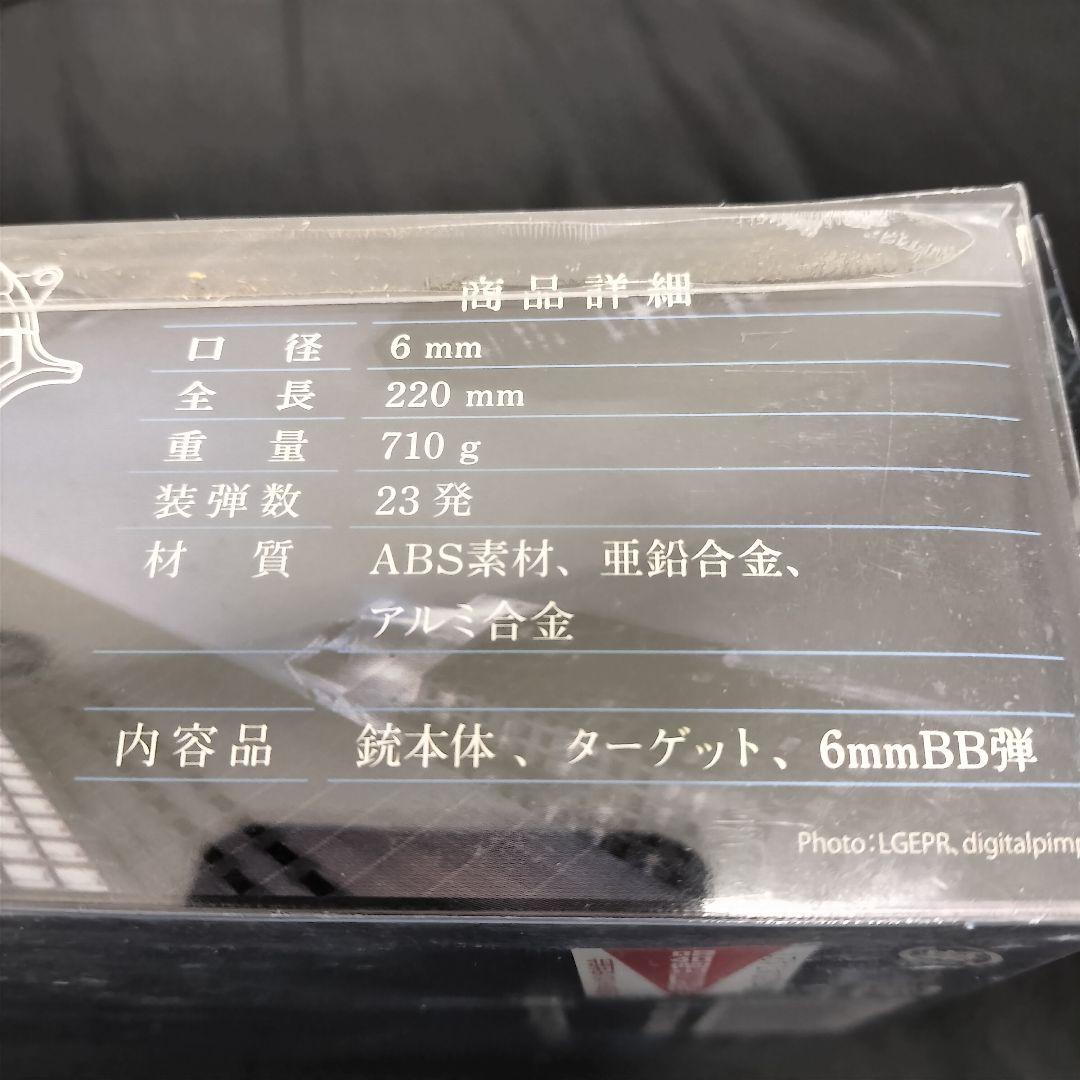 商品詳細
口径 6 mm
全長 220 mm
重量 710 g
装弾数 23 発
材質 ABS素材、亜鉛合金、
アルミ合金
内容品 銃本体、ターゲット、6mmBB弾
Photo:LGEPR、digitalpimp